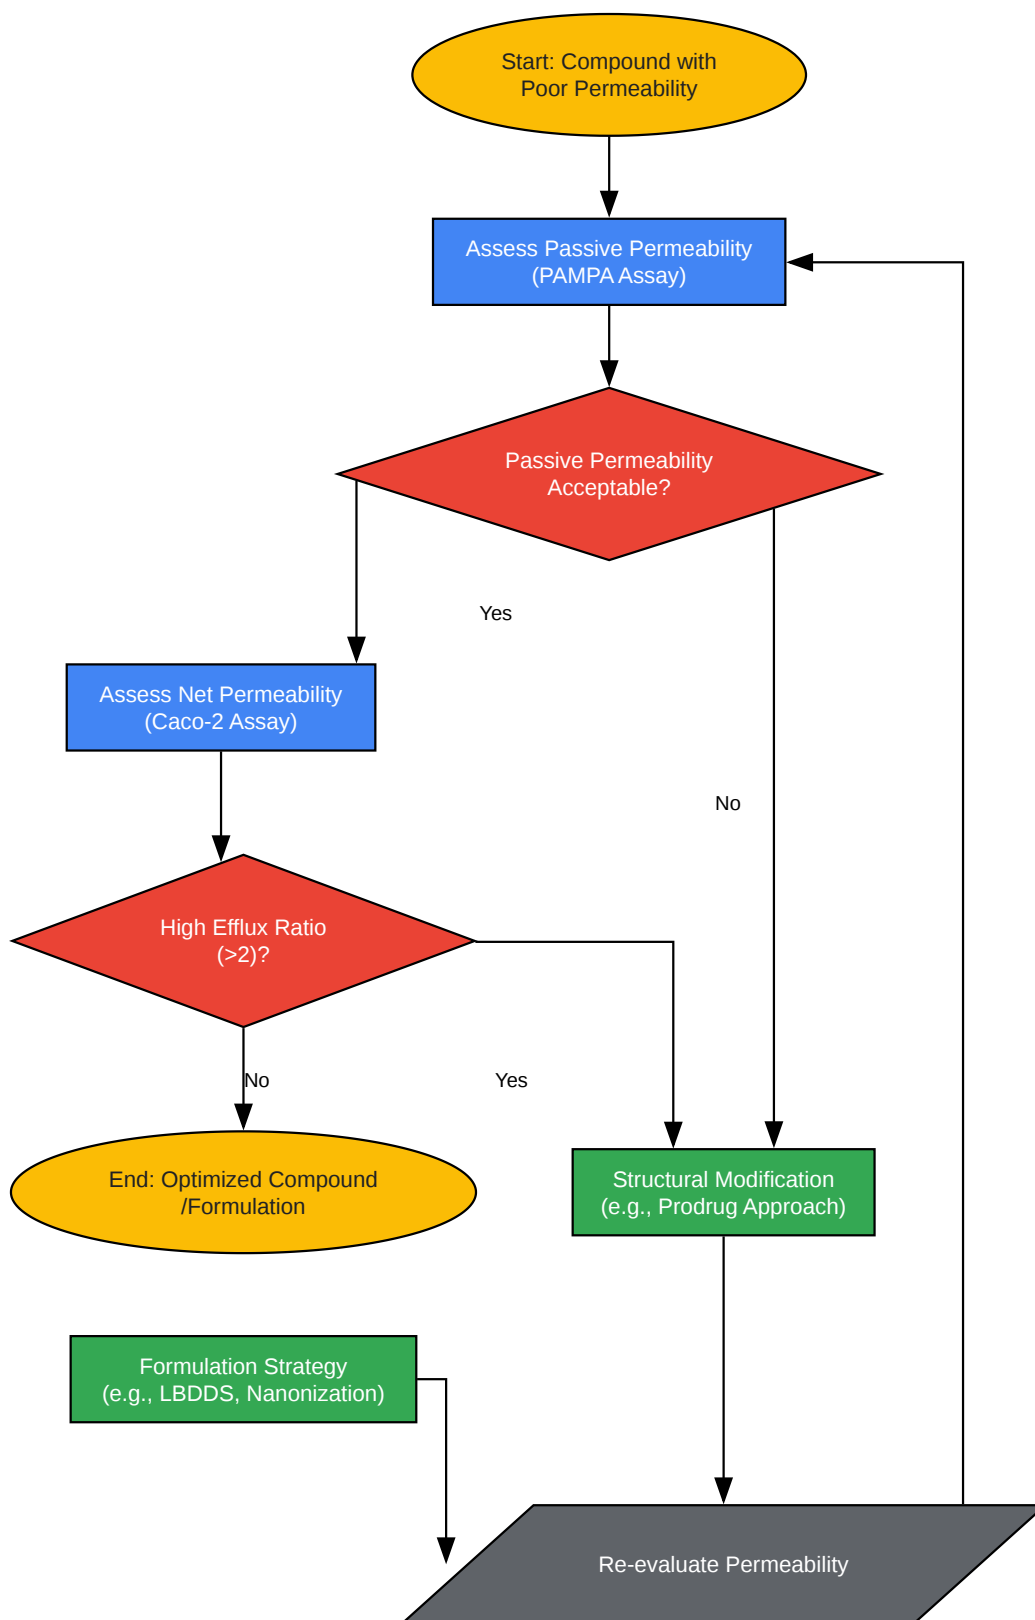 Start: Compound with
Poor Permeability
Assess Passive Permeability
(PAMPA Assay)
Passive Permeability
Acceptable?
Yes
Assess Net Permeability
(Caco-2 Assay)
No
High Efflux Ratio
(>2)?
No
Yes
End: Optimized Compound
/Formulation
Structural Modification
(e.g., Prodrug Approach)
Formulation Strategy
(e.g., LBDDS, Nanonization)
Re-evaluate Permeability